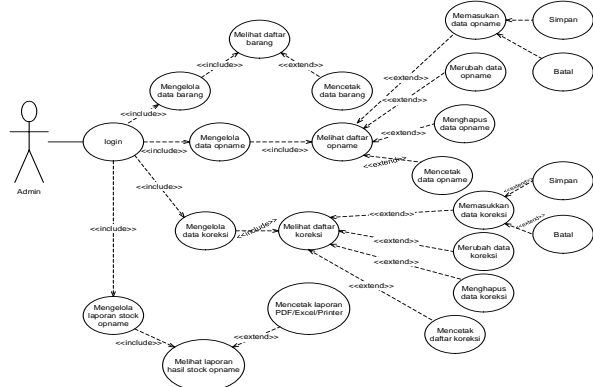 Memasukan
data opname
Simpan
Batal
Melihat daftar
barang
<<extend>>
<<include>>
<<extend>>
Merubah data
opname
Mengelola
data barang
Mencetak
data barang
<<extend>>
<<include>>
Menghapus
data opname
<<extend>>
login
Mengelola
data opname
Melihat daftar
opname
<<include>>
<<include>>
<<extend>>
Mencetak
data opname
Admin
<<include>>
Simpan
<<extend>>
Memasukkan
data koreksi
<<extend>>
<<extend>>
Batal
<<include>>
Mengelola
data koreksi
<<include>>
Melihat daftar
koreksi
<<extend>>
Merubah data
koreksi
<<extend>>
Menghapus
data koreksi
<<extend>>
Mencetak
daftar koreksi
Mengelola
laporan stock
opname
Mencetak laporan
PDF/Excel/Printer
<<include>>
<<extend>>
Melihat laporan
hasil stock opname